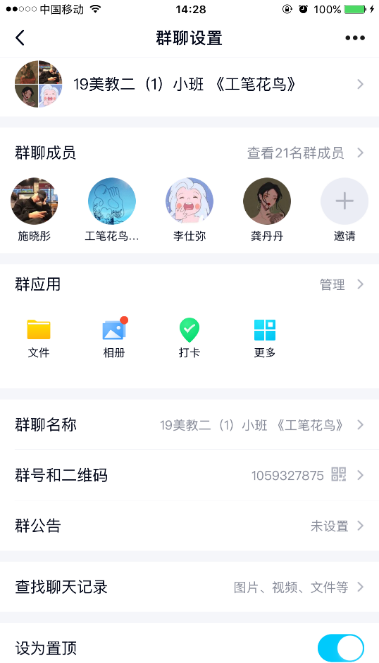 中国移动 14:28 100%
群聊设置
19美教二（1）小班 《工笔花鸟》
群聊成员 查看21名群成员
施晓彤 工笔花鸟... 李仕弥 龚丹丹 邀请
群应用 管理
文件 相册 打卡 更多
群聊名称 19美教二（1）小班 《工笔花鸟》
群号和二维码 1059327875
群公告 未设置
查找聊天记录 图片、视频、文件等
设为置顶